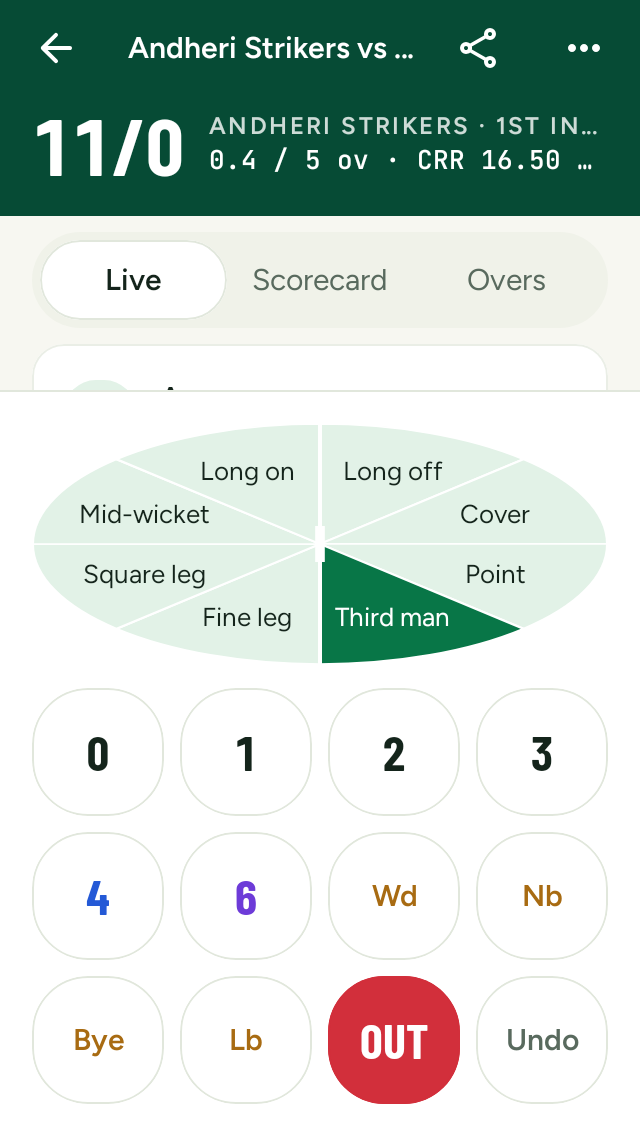 Andheri Strikers vs ...
11/0
ANDHERI STRIKERS · 1ST IN...
0.4 / 5 ov · CRR 16.50 ...
Live Scorecard Overs
Long on Long off
Mid-wicket Cover
Square leg Point
Fine leg Third man
0 1 2 3
4 6 Wd Nb
Bye Lb OUT Undo